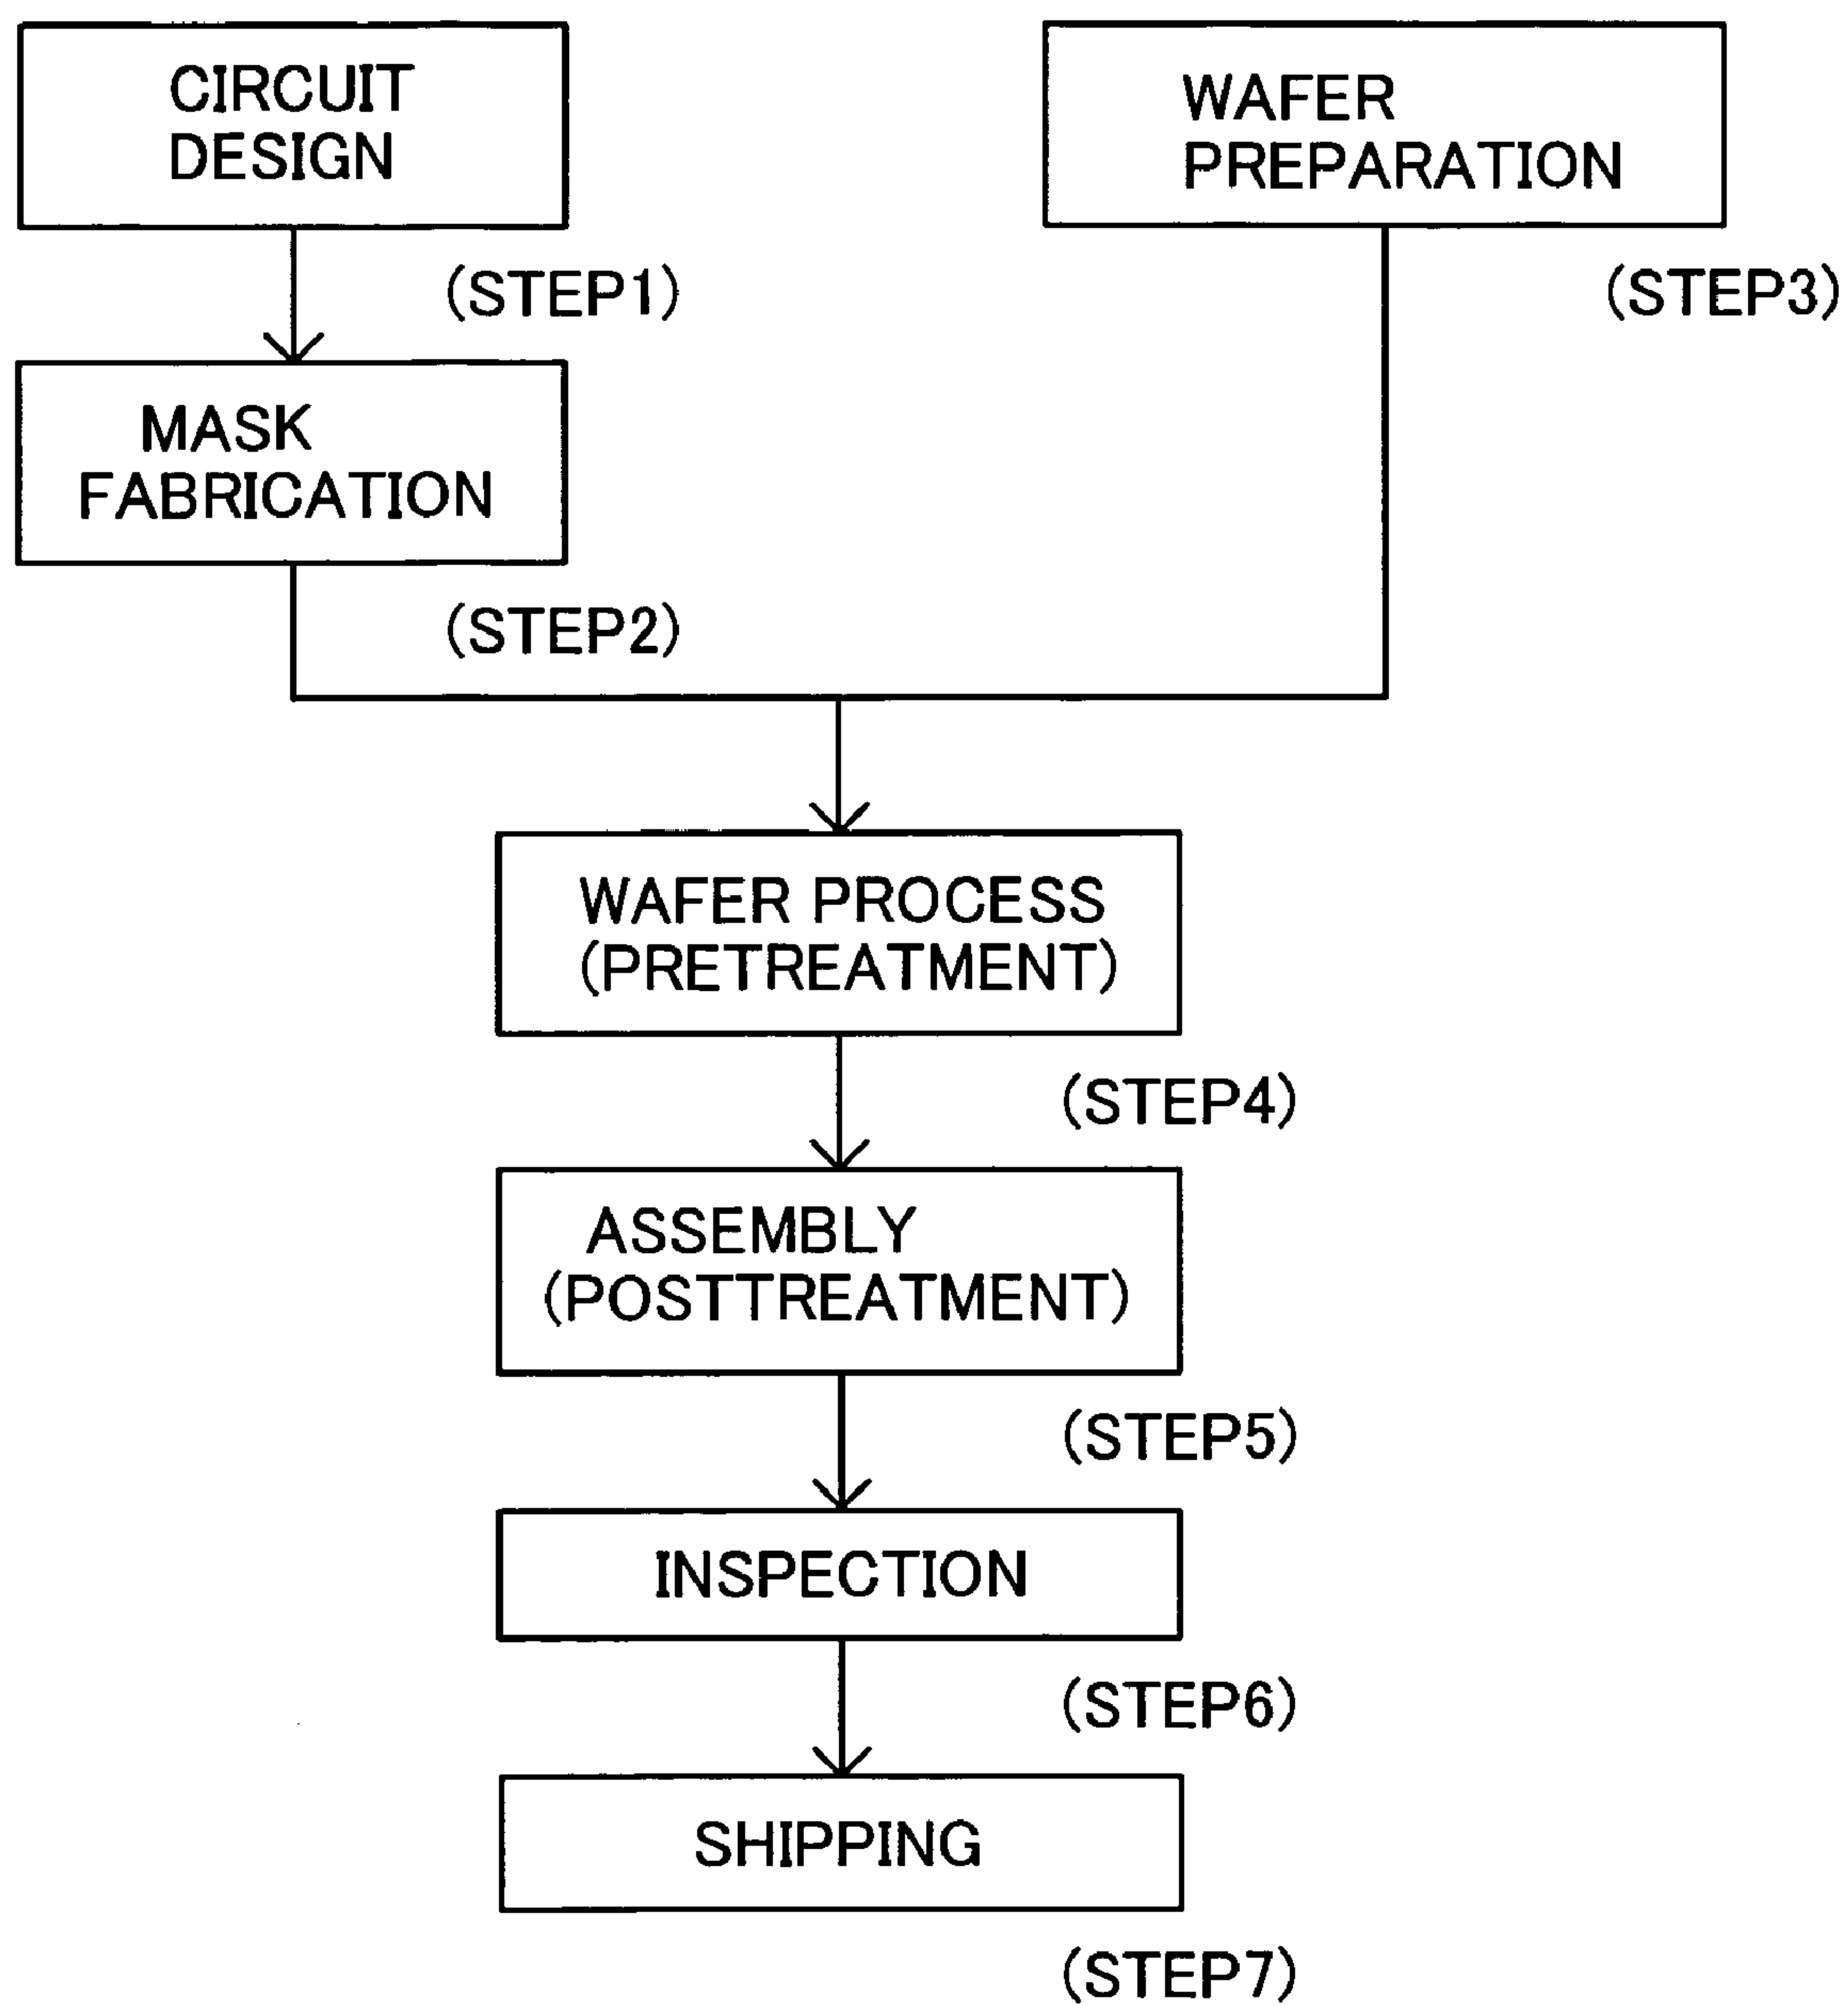 CIRCUIT
DESIGN
(STEP1)
MASK
FABRICATION
(STEP2)
WAFER
PREPARATION
(STEP3)
WAFER PROCESS
(PRETREATMENT)
(STEP4)
ASSEMBLY
(POSTTREATMENT)
(STEP5)
INSPECTION
(STEP6)
SHIPPING
(STEP7)